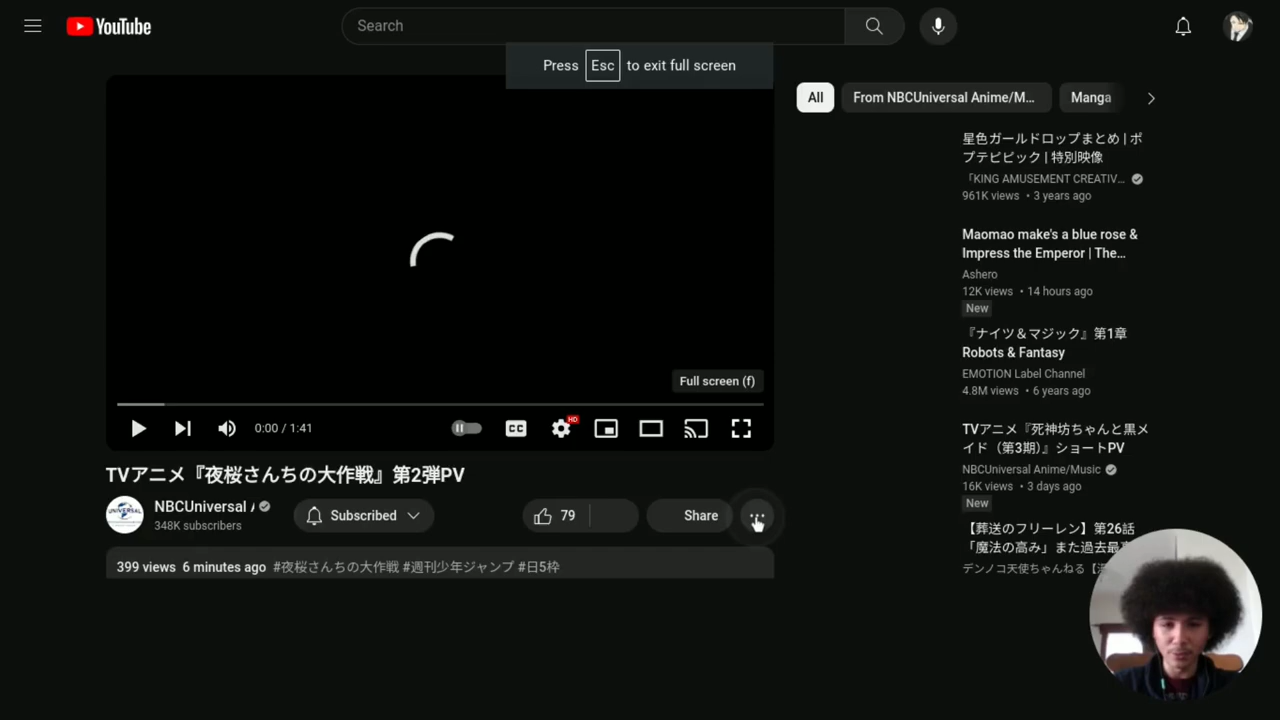 YouTube
Search
Press Esc to exit full screen
All
From NBCUniversal Anime/M...
Manga
星色ガールドロップまとめ | ポ
プテピピック | 特別映像
「KING AMUSEMENT CREATIV...
961K views • 3 years ago
Maomao make's a blue rose &
Impress the Emperor | The...
Ashero
12K views • 14 hours ago
New
『ナイツ＆マジック』第1章
Robots & Fantasy
EMOTION Label Channel
4.8M views • 6 years ago
TVアニメ『死神坊ちゃんと黒メ
イド（第3期）』ショートPV
NBCUniversal Anime/Music
16K views • 3 days ago
New
【葬送のフリーレン】第26話
「魔法の高み」また過去最
デンノコ天使ちゃんねる
Full screen (f)
0:00 / 1:41
CC
HD
TVアニメ『夜桜さんちの大作戦』第2弾PV
UNIVERSAL
NBCUniversal
348K subscribers
Subscribed
79
Share
399 views 6 minutes ago #夜桜さんちの大作戦 #週刊少年ジャンプ #日5枠